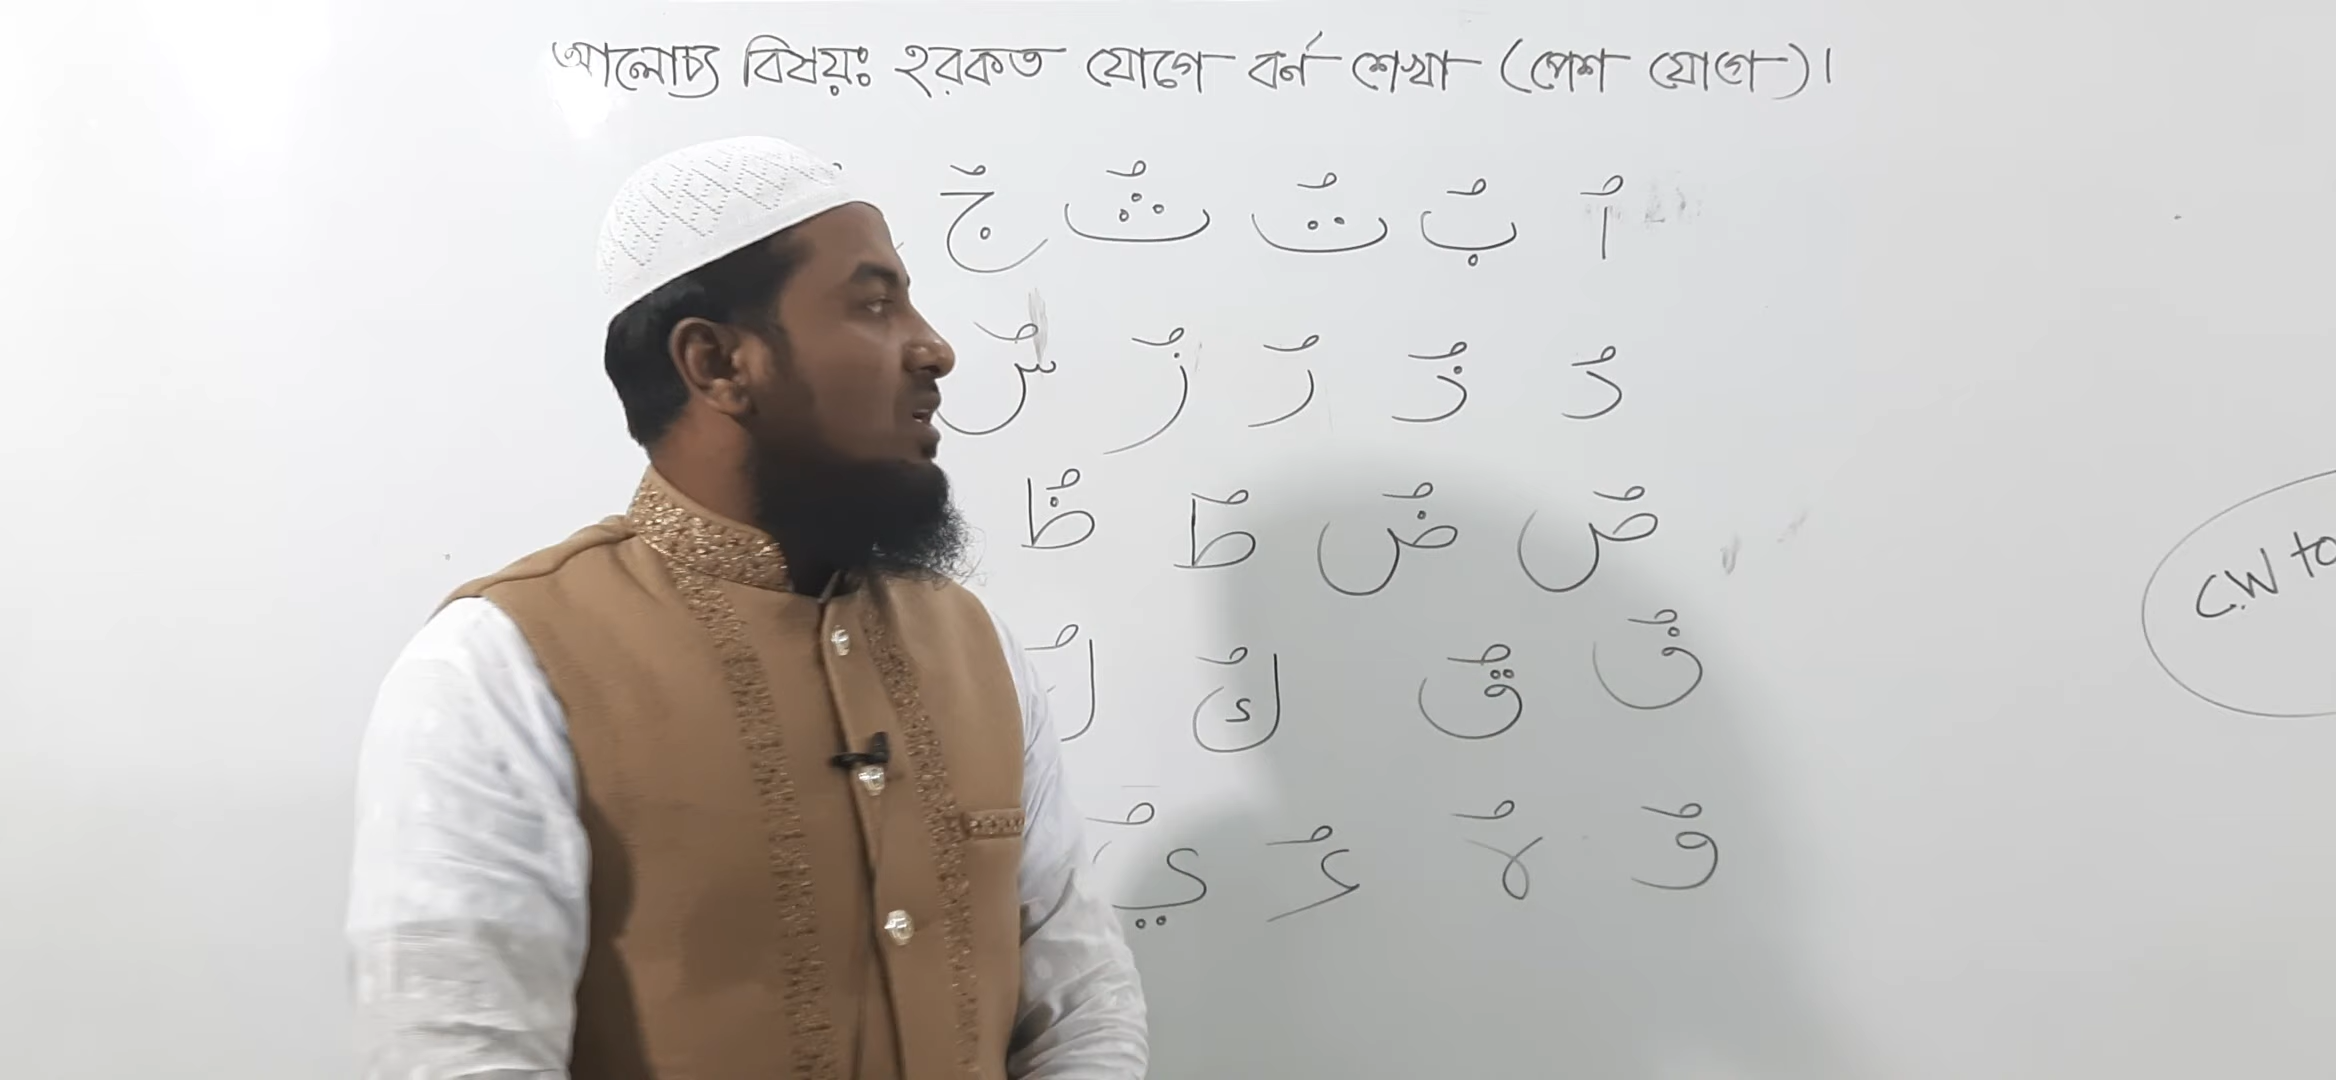 আলোচ্য বিষয়ঃ হরকত যোগে বর্ন শেখা (পেশ যোগে)।
اُ بُ تُ ثُ جُ
دُ ذُ رُ زُ سُ
صُ ضُ طُ ظُ
فُ قُ كُ لُ
وُ هُ ءُ يُ
C.W to